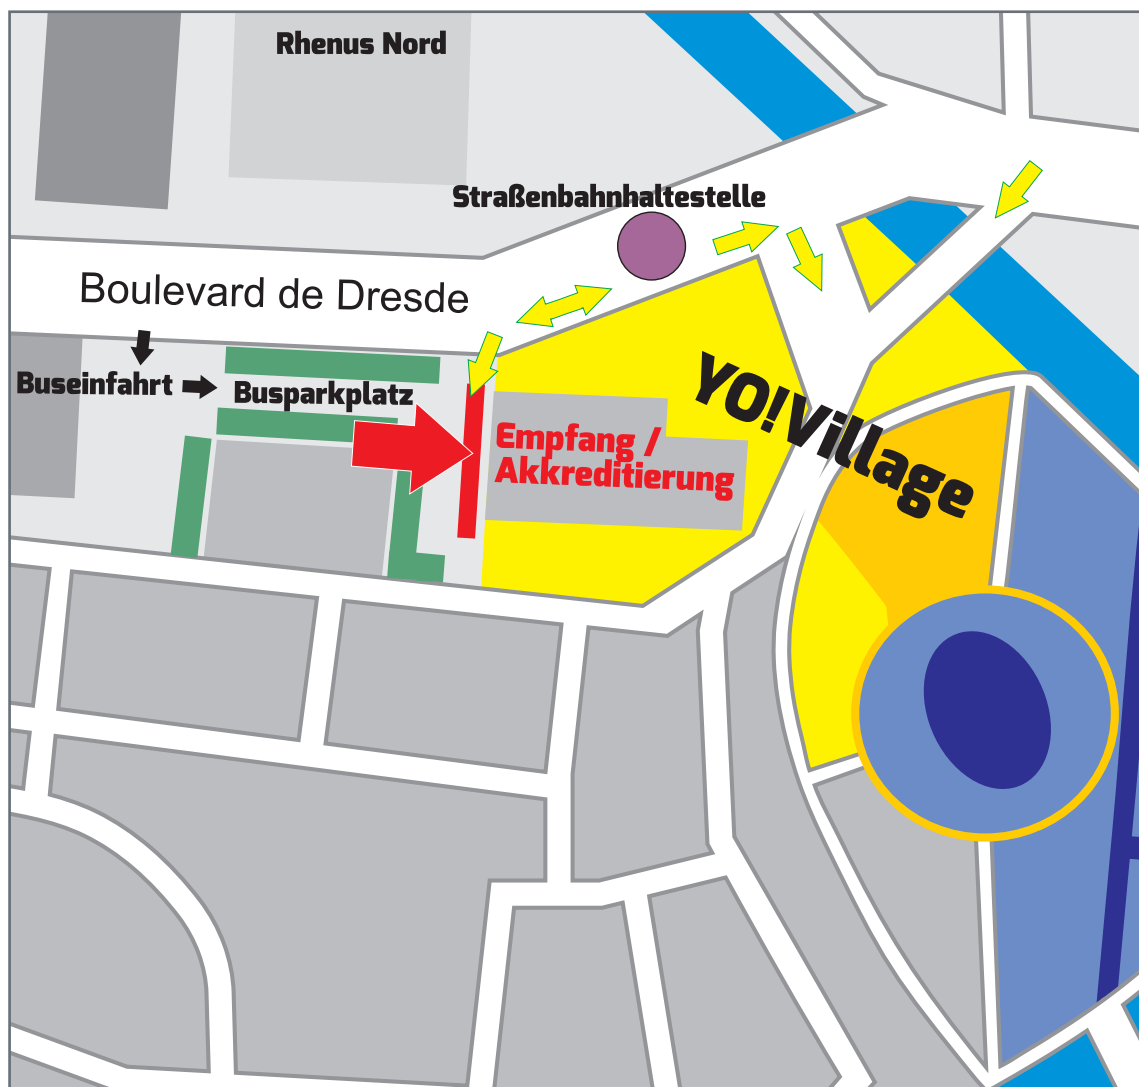 Rhenus Nord
Straßenbahnhaltestelle
Boulevard de Dresde
Buseinfahrt
Busparkplatz
YO!Village
Empfang /
Akkreditierung